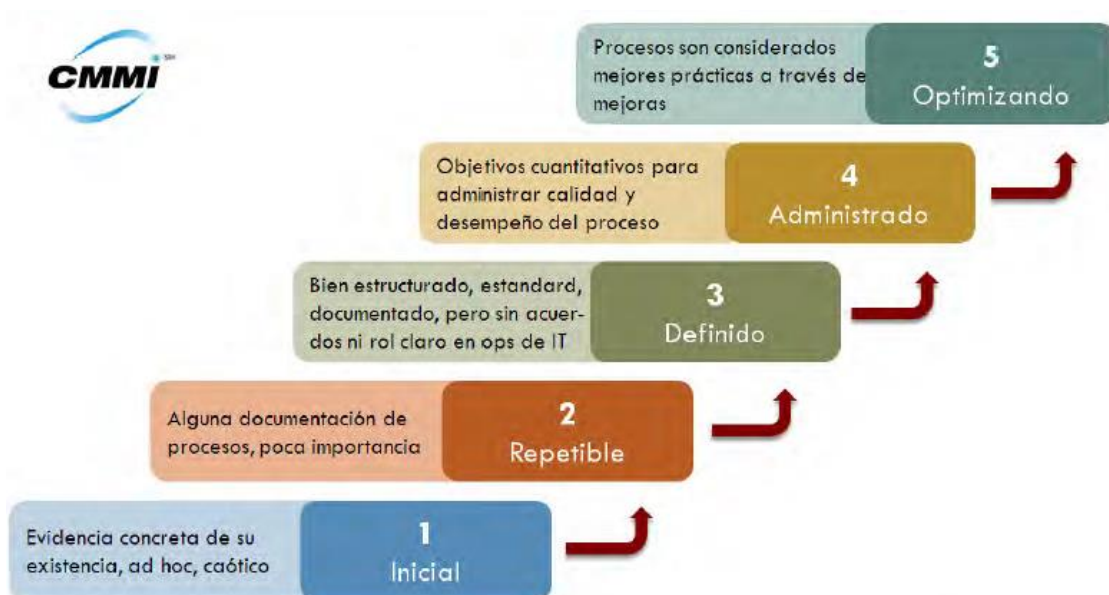 CMMI
SM
Procesos son considerados
mejores prácticas a través de
mejoras
5
Optimizando
Objetivos cuantitativos para
administrar calidad y
desempeño del proceso
4
Administrado
Bien estructurado, estandard,
documentado, pero sin acuer-
dos ni rol claro en ops de IT
3
Definido
Alguna documentación de
procesos, poca importancia
2
Repetible
Evidencia concreta de su
existencia, ad hoc, caótico
1
Inicial